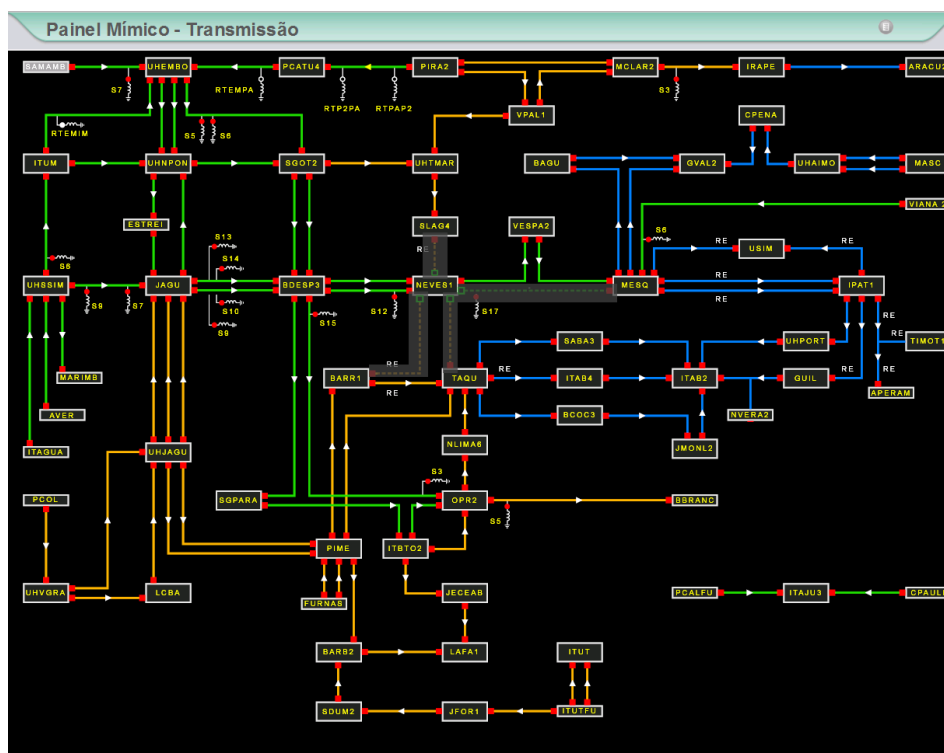 Painel Mímico - Transmissão
SAMAMB UHEMBO PCATU4 PIRA2 MCLAR2 IRAPE ARACU2
S7 RTEMPA RTP2PA RTPAP2 S3
VPAL1 CPENA
RTEMIM S5 S6
ITUM UHNPON SGOT2 UHTMAR BAGU GVAL2 UHAIMO MASC
VIANA 2
ESTREI SLAG4 VESPA2
S13 RE S6 RE USIM RE
S14
S6
UHSSIM JAGU BDESP3 NEVES1 MESQ RE IPAT1
S9 S7 S10 S12 S17 RE
S9 S15 RE
SABA3 UHPORT TIMOT1
RE RE
MARIMB BARR1 TAQU RE ITAB4 ITAB2 GUIL
RE APERAM
AVER BCOC3 NVERA2
ITAGUA UHJAGU NLIMA6 JMONL2
S3
PCOL SGPARA OPR2 BBRANC
S5
PIME ITBTO2
UHVGRA LCBA FURNAS JECEAB PCALFU ITAJU3 CPAULI
BARB2 LAFA1 ITUT
SDUM2 JFOR1 ITUTFU